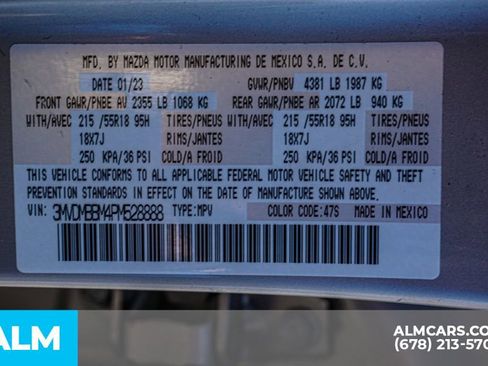 MFD. BY MAZDA MOTOR MANUFACTURING DE MEXICO S.A. DE C.V.
DATE 01/23 GVWR/PNBV 4381 LB 1987 KG
FRONT GAWR/PNBE AV 2355 LB 1068 KG REAR GAWR/PNBE AR 2072 LB 940 KG
WITH/AVEC 215 /55R18 95H TIRES/PNEUS WITH/AVEC 215 /55R18 95H TIRES/PNEUS
18X7J RIMS/JANTES 18X7J RIMS/JANTES
250 KPA/36 PSI COLD/A FROID 250 KPA/36 PSI COLD/A FROID
THIS VEHICLE CONFORMS TO ALL APPLICABLE FEDERAL MOTOR VEHICLE SAFETY AND THEFT
PREVENTION STANDARDS IN EFFECT ON THE DATE OF MANUFACTURE SHOWN ABOVE.
VIN: 3MVDMBBM4PM528888 TYPE:MPV COLOR CODE:47S MADE IN MEXICO
ALM
ALMCARS.CO
(678) 213-570